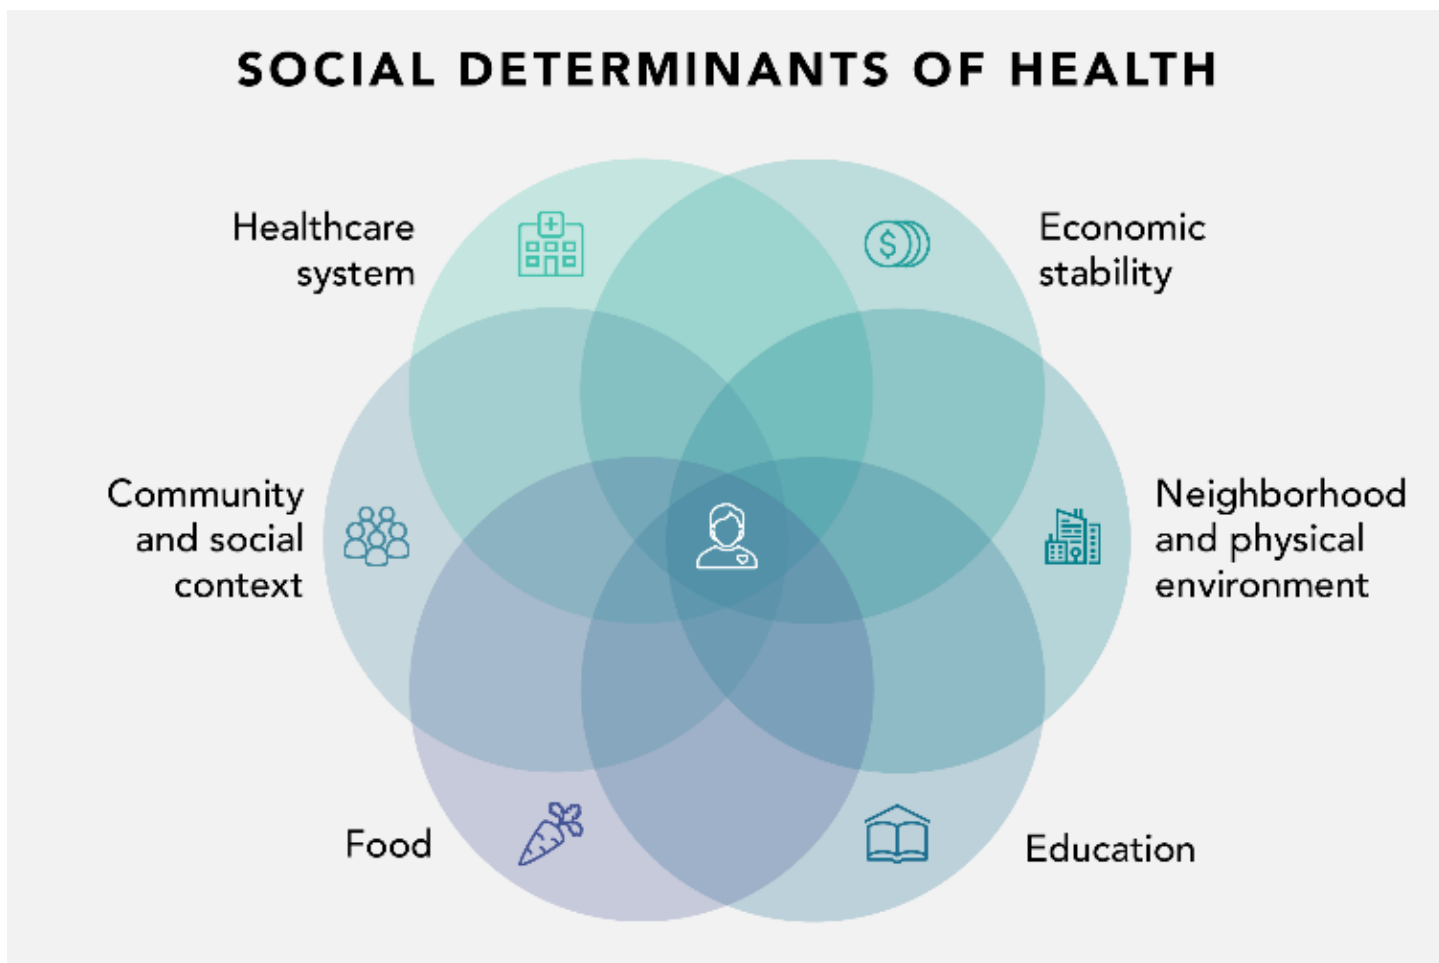 SOCIAL DETERMINANTS OF HEALTH
Healthcare
system
Economic
stability
Community
and social
context
$
Neighborhood
and physical
environment
Food
Education